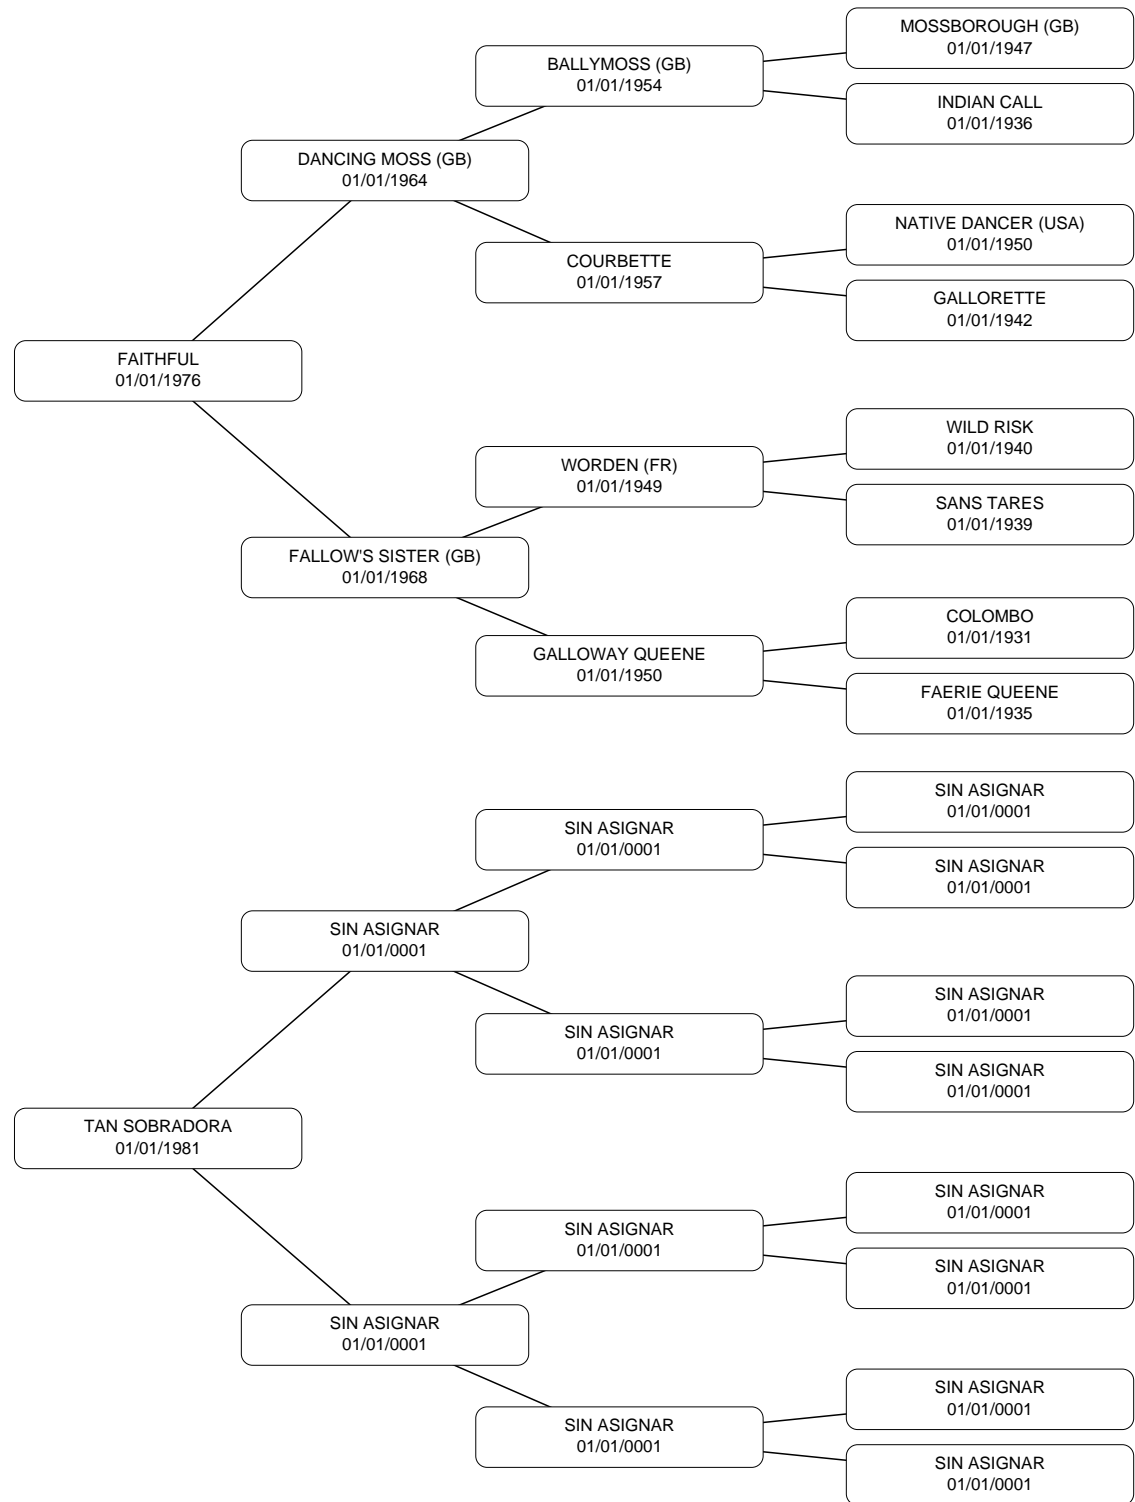 MOSSBOROUGH (GB)
01/01/1947
BALLYMOSS (GB)
01/01/1954
INDIAN CALL
01/01/1936
DANCING MOSS (GB)
01/01/1964
NATIVE DANCER (USA)
01/01/1950
COURBETTE
01/01/1957
GALLORETTE
01/01/1942
FAITHFUL
01/01/1976
WILD RISK
01/01/1940
WORDEN (FR)
01/01/1949
SANS TARES
01/01/1939
FALLOW'S SISTER (GB)
01/01/1968
COLOMBO
01/01/1931
GALLOWAY QUEENE
01/01/1950
FAERIE QUEENE
01/01/1935
SIN ASIGNAR
01/01/0001
SIN ASIGNAR
01/01/0001
SIN ASIGNAR
01/01/0001
SIN ASIGNAR
01/01/0001
SIN ASIGNAR
01/01/0001
SIN ASIGNAR
01/01/0001
SIN ASIGNAR
01/01/0001
TAN SOBRADORA
01/01/1981
SIN ASIGNAR
01/01/0001
SIN ASIGNAR
01/01/0001
SIN ASIGNAR
01/01/0001
SIN ASIGNAR
01/01/0001
SIN ASIGNAR
01/01/0001
SIN ASIGNAR
01/01/0001
SIN ASIGNAR
01/01/0001